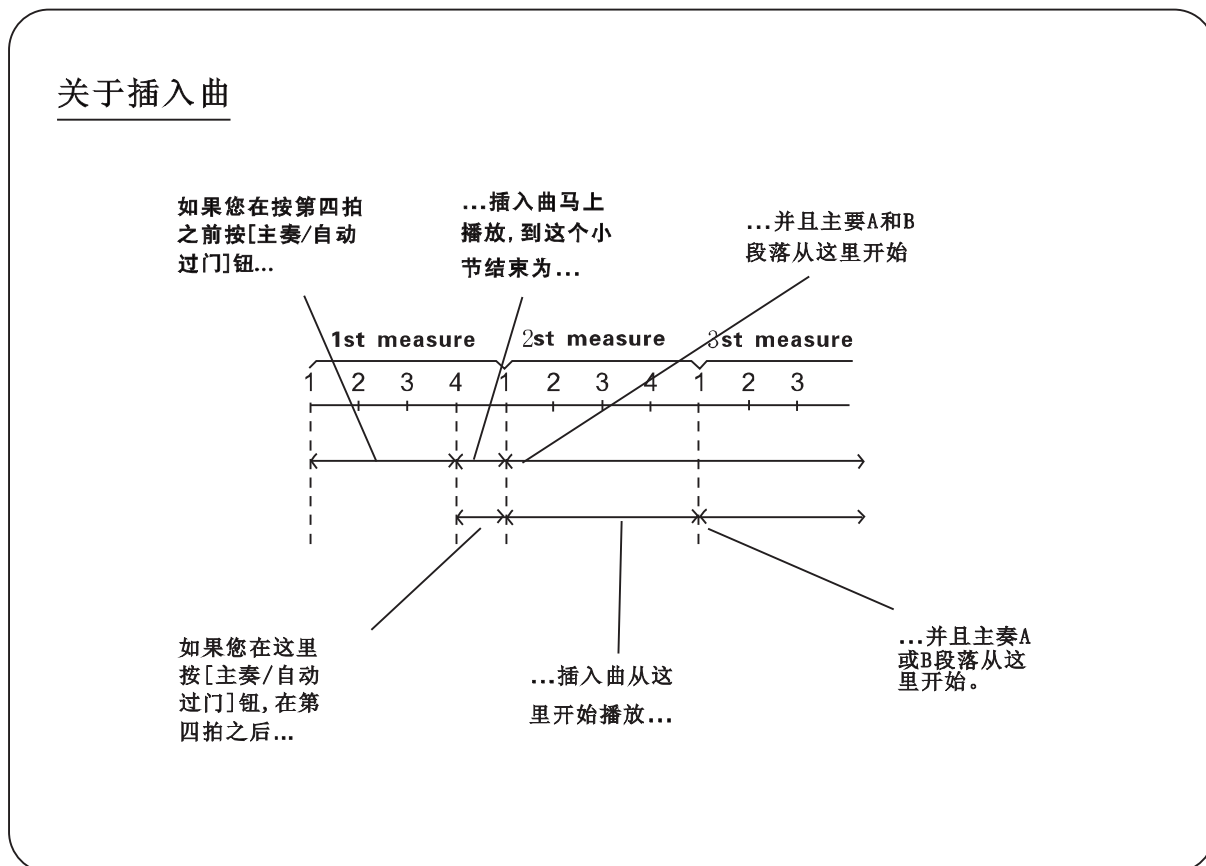 关于插入曲
如果您在按第四拍
之前按[主奏/自动
过门]钮...
...插入曲马上
播放,到这个小
节结束为...
...并且主要A和B
段落从这里开始
1st measure 2st measure 3st measure
1 2 3 4 1 2 3 4 1 2 3
如果您在这里
按[主奏/自动
过门]钮,在第
四拍之后...
...插入曲从这
里开始播放...
...并且主奏A
或B段落从这
里开始。